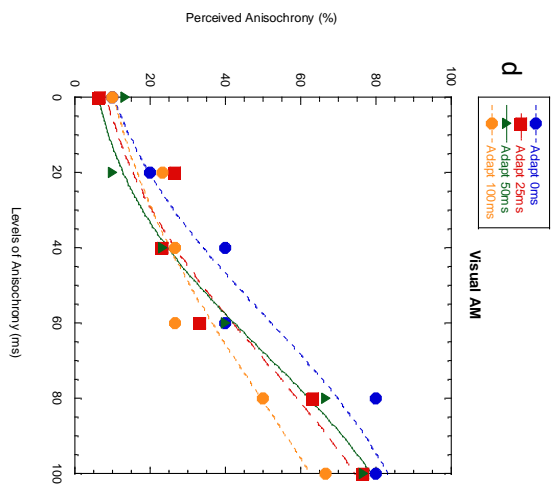 d
Adapt 0ms
Adapt 25ms
Adapt 50ms
Adapt 100ms
Visual AM
Perceived Anisochrony (%)
0
20
40
60
80
100
Levels of Anisochrony (ms)
0
20
40
60
80
100